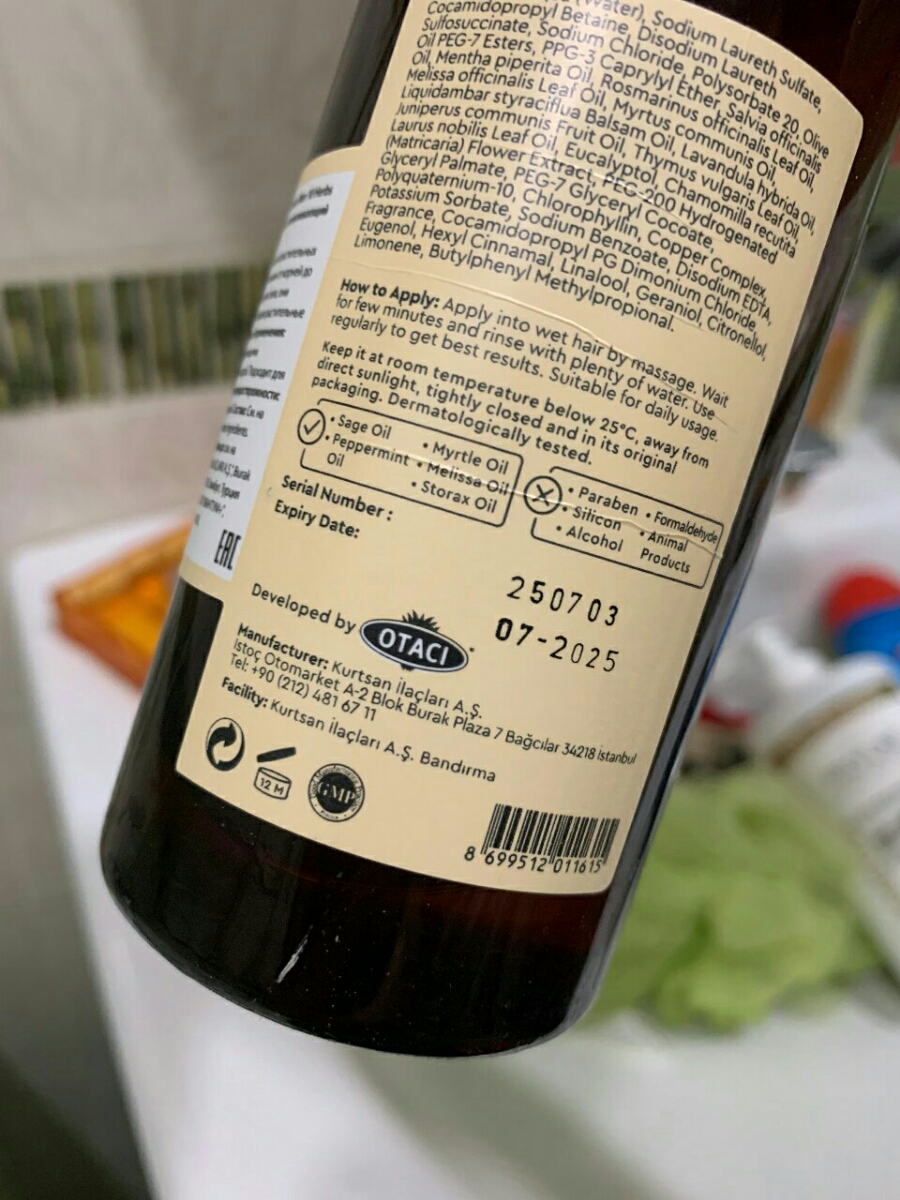 (Water), Sodium Laureth Sulfate,
Cocamidopropyl Betaine, Disodium Laureth
Sulfosuccinate, Sodium Chloride, Polysorbate 20, Olive
Oil PEG-7 Esters, PPG-3 Caprylyl Ether, Salvia officinalis
Oil, Mentha piperita Oil, Rosmarinus officinalis Leaf Oil,
Melissa officinalis Leaf Oil, Myrtus communis Oil,
Liquidambar styraciflua Balsam Oil, Lavandula hybrida Oil,
Juniperus communis Fruit Oil, Thymus vulgaris Leaf Oil,
Laurus nobilis Leaf Oil, Eucalyptol, Chamomilla recutita
(Matricaria) Flower Extract, PEG-200 Hydrogenated
Glyceryl Palmate, PEG-7 Glyceryl Cocoate,
Polyquaternium-10, Chlorophyllin, Copper Complex,
Potassium Sorbate, Sodium Benzoate, Disodium EDTA,
Fragrance, Cocamidopropyl PG Dimonium Chloride,
Eugenol, Hexyl Cinnamal, Linalool, Geraniol, Citronellol,
Limonene, Butylphenyl Methylpropional.
How to Apply: Apply into wet hair by massage. Wait
for few minutes and rinse with plenty of water. Use
regularly to get best results. Suitable for daily usage.
Keep it at room temperature below 25°C, away from
direct sunlight, tightly closed and in its original
packaging. Dermatologically tested.
• Sage Oil
• Peppermint
Oil
• Myrtle Oil
• Melissa Oil
• Storax Oil
• Paraben
• Silicon
• Alcohol
• Formaldehyde
• Animal
Products
Serial Number :
Expiry Date:
250703
07-2025
Developed by OTACI
Manufacturer: Kurtsan İlaçları A.Ş.
İstoç Otomarket A-2 Blok Burak Plaza 7 Bağcılar 34218 İstanbul
Tel: +90 (212) 481 67 11
Facility: Kurtsan İlaçları A.Ş. Bandırma
12 M
GMP
8 699512 011615
EAC